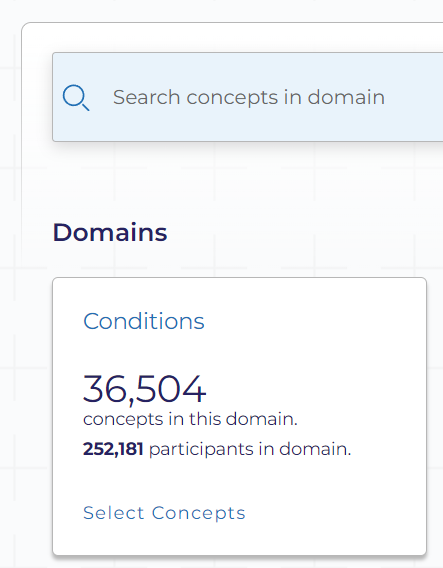 Search concepts in domain
Domains
Conditions
36,504
concepts in this domain.
252,181 participants in domain.
Select Concepts